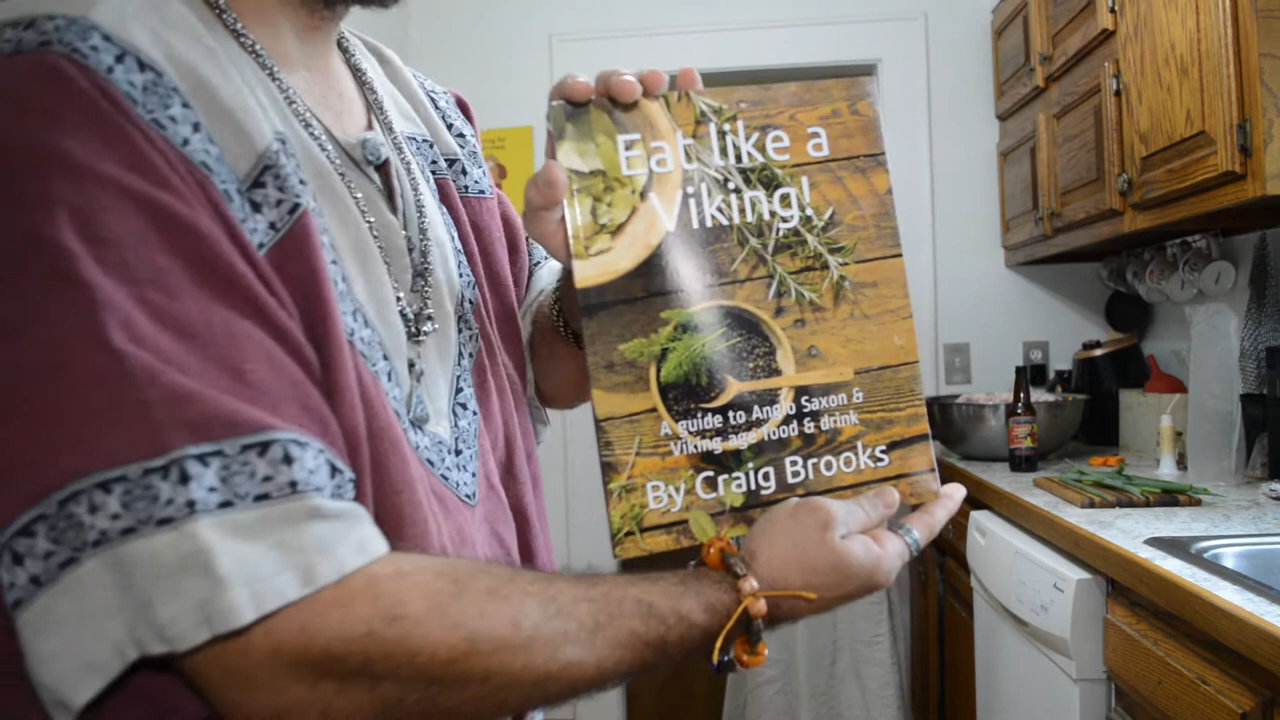 Eat like a
Viking!
A guide to Anglo Saxon &
Viking age food & drink
By Craig Brooks